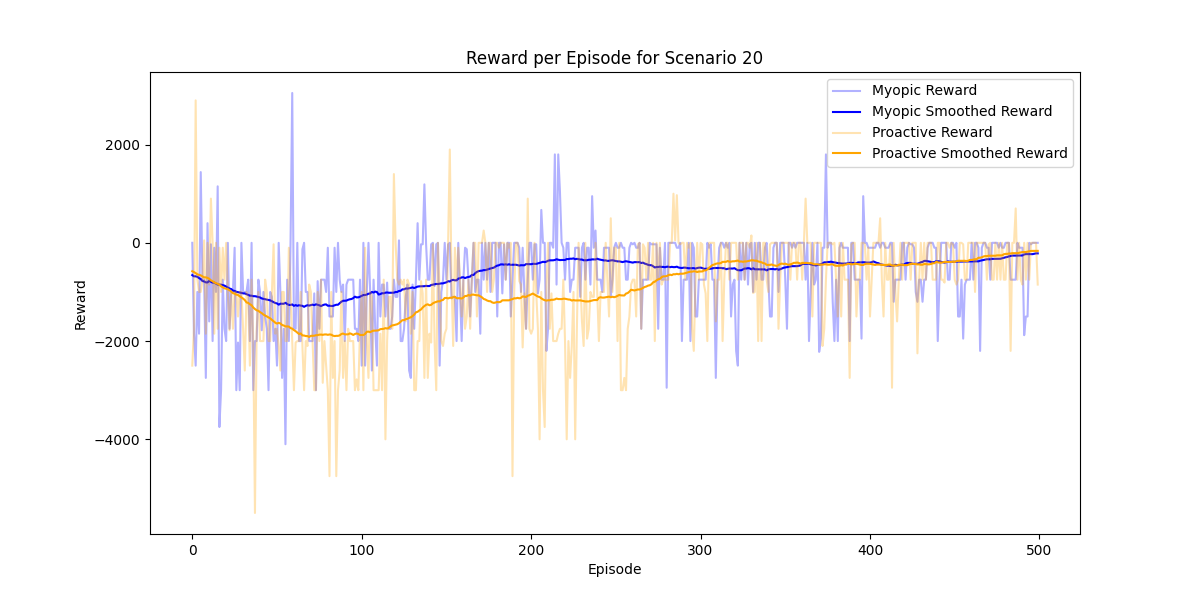 Reward per Episode for Scenario 20
Myopic Reward
Myopic Smoothed Reward
Proactive Reward
Proactive Smoothed Reward
2000
0
−2000
−4000
Reward
0 100 200 300 400 500
Episode